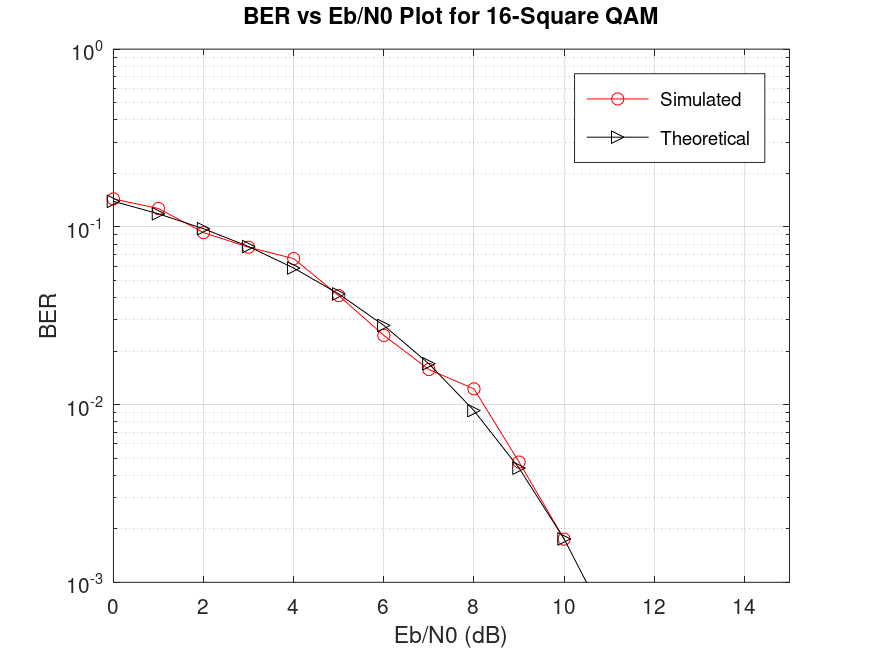 BER vs Eb/N0 Plot for 16-Square QAM
10^0
Simulated
Theoretical
10^-1
BER
10^-2
10^-3
0 2 4 6 8 10 12 14
Eb/N0 (dB)